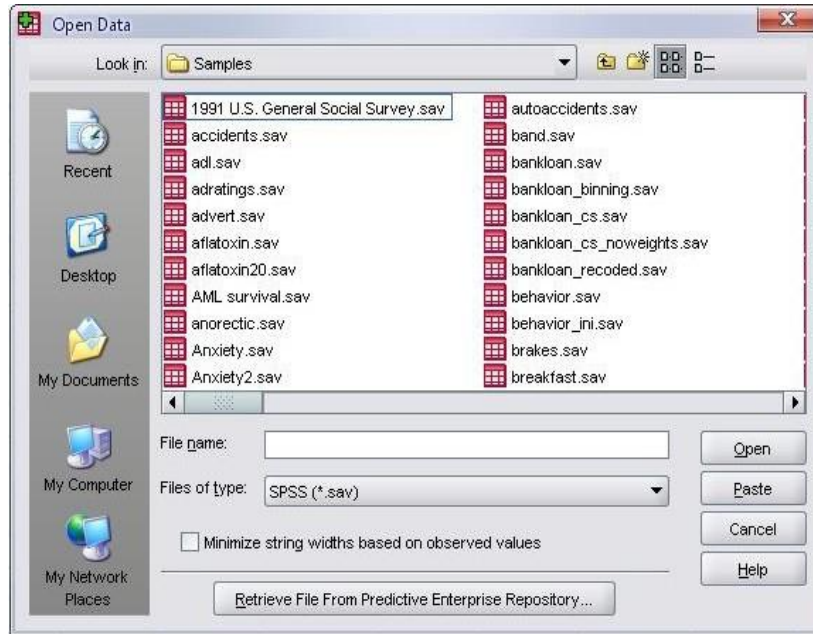 Open Data
Look in: Samples
Recent
Desktop
My Documents
My Computer
My Network
Places
1991 U.S. General Social Survey.sav
accidents.sav
adl.sav
adratings.sav
advert.sav
aflatoxin.sav
aflatoxin20.sav
AML survival.sav
anorectic.sav
Anxiety.sav
Anxiety2.sav
autoaccidents.sav
band.sav
bankloan.sav
bankloan_binning.sav
bankloan_cs.sav
bankloan_cs_noweights.sav
bankloan_recoded.sav
behavior.sav
behavior_ini.sav
brakes.sav
breakfast.sav
File name:
Open
Files of type: SPSS (*.sav)
Paste
Minimize string widths based on observed values
Cancel
Help
Retrieve File From Predictive Enterprise Repository...